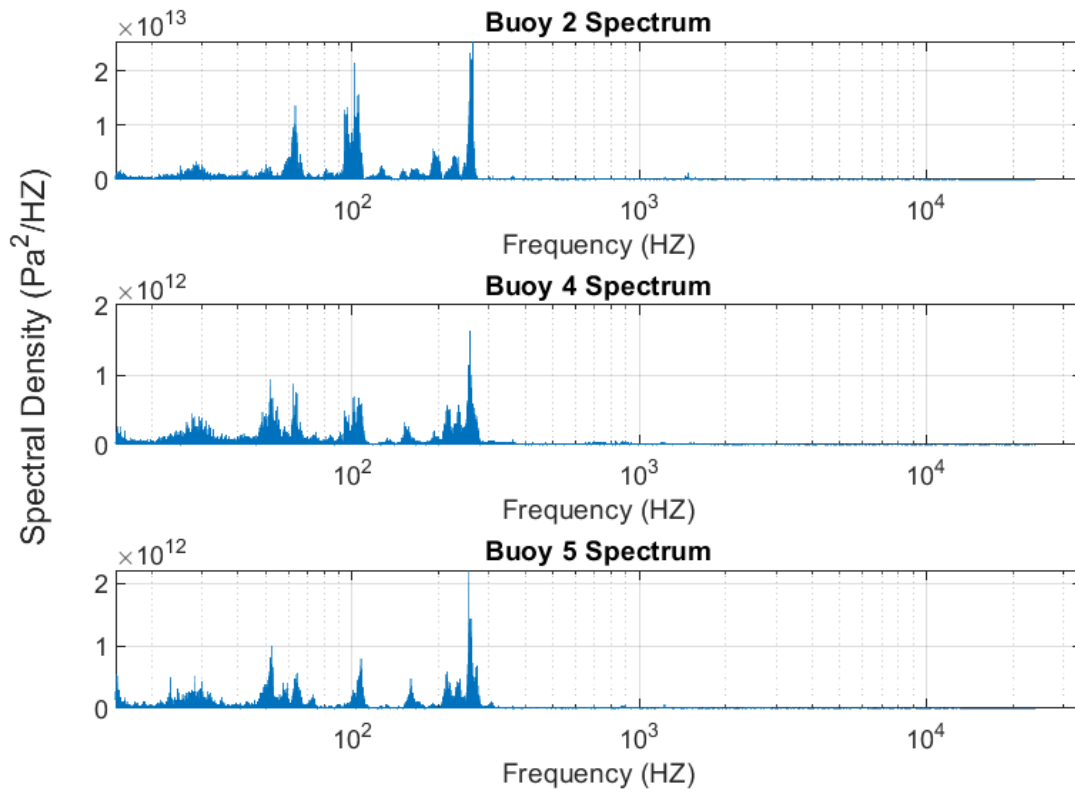 ×10¹³
Buoy 2 Spectrum
2
1
0
10² 10³ 10⁴
Frequency (HZ)
Spectral Density (Pa²/HZ)
×10¹²
Buoy 4 Spectrum
2
1
0
10² 10³ 10⁴
Frequency (HZ)
×10¹²
Buoy 5 Spectrum
2
1
0
10² 10³ 10⁴
Frequency (HZ)